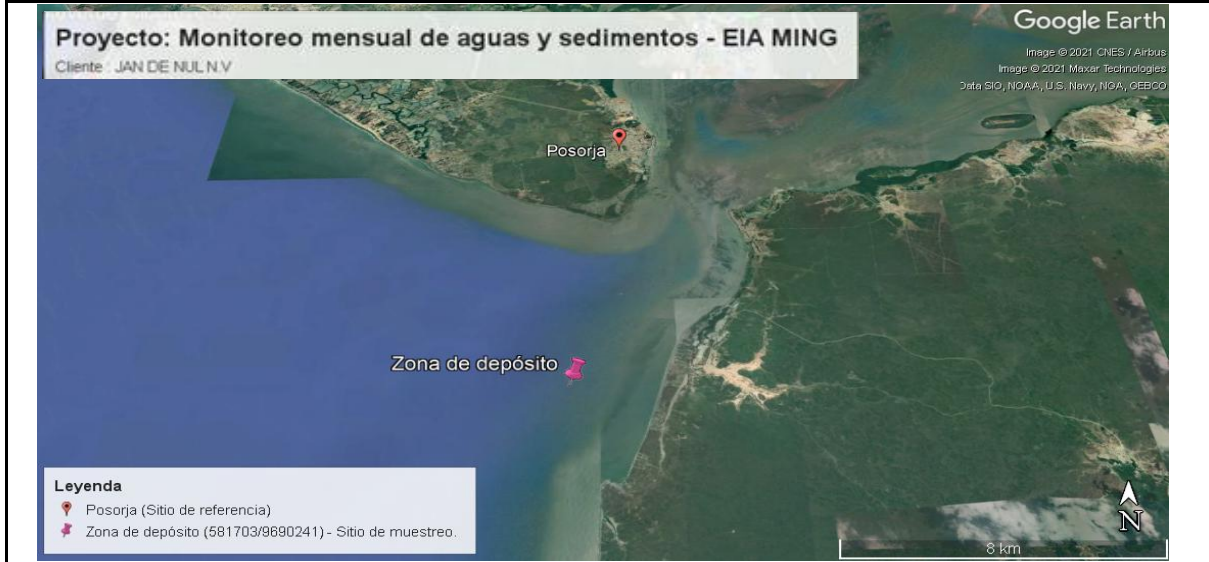 Proyecto: Monitoreo mensual de aguas y sedimentos - EIA MING
Cliente : JAN DE NUL N.V
Google Earth
Image © 2021 CNES / Airbus
Image © 2021 Maxar Technologies
Data SIO, NOAA, U.S. Navy, NGA, GEBCO
Posorja
Zona de depósito
Leyenda
Posorja (Sitio de referencia)
Zona de depósito (581703/9690241) - Sitio de muestreo.
N
8 km